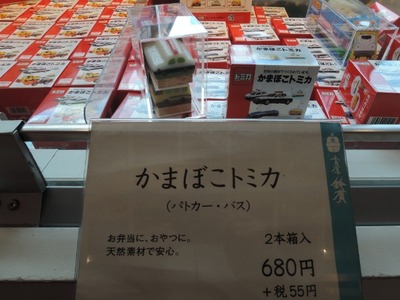 トミカ
かまぼこトミカ
かまぼこトミカ
(パトカー・バス)
お弁当に、おやつに。
天然素材で安心。
2本箱入
680円
+税55円
鈴廣